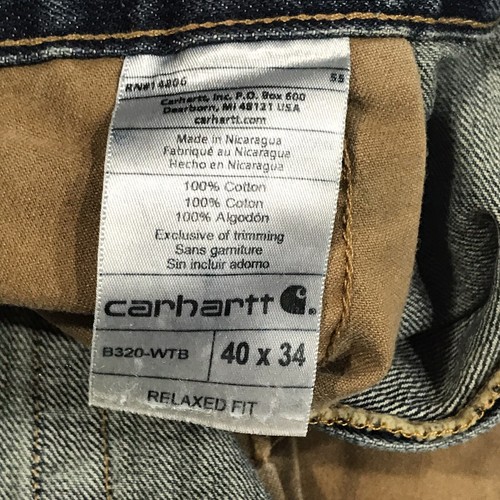 RN#14806 55
Carhartt, Inc. P.O. Box 600
Dearborn, MI 48121 USA
carhartt.com
Made in Nicaragua
Fabriqué au Nicaragua
Hecho en Nicaragua
100% Cotton
100% Coton
100% Algodón
Exclusive of trimming
Sans garniture
Sin incluir adorno
carhartt
B320-WTB 40 x 34
RELAXED FIT